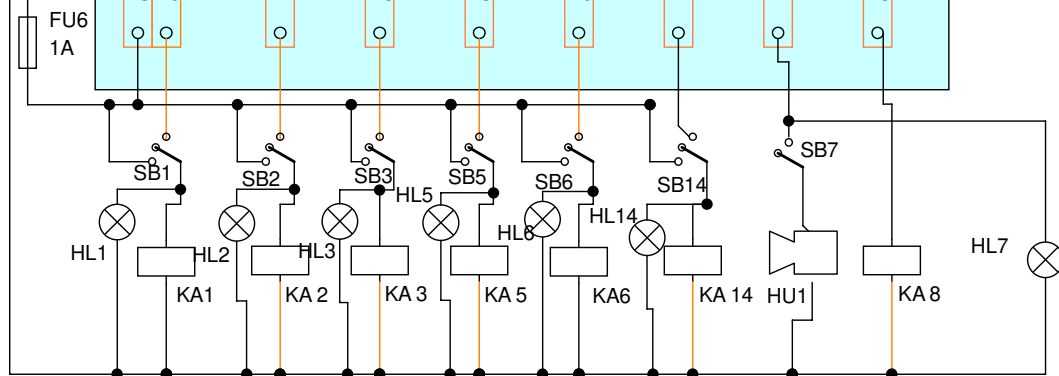 FU6
1A
SB1
SB2
SB3
SB5
SB6
SB14
SB7
HL1
HL2
HL3
HL5
HL6
HL14
HL7
KA1
KA 2
KA 3
KA 5
KA6
KA 14
HU1
KA 8